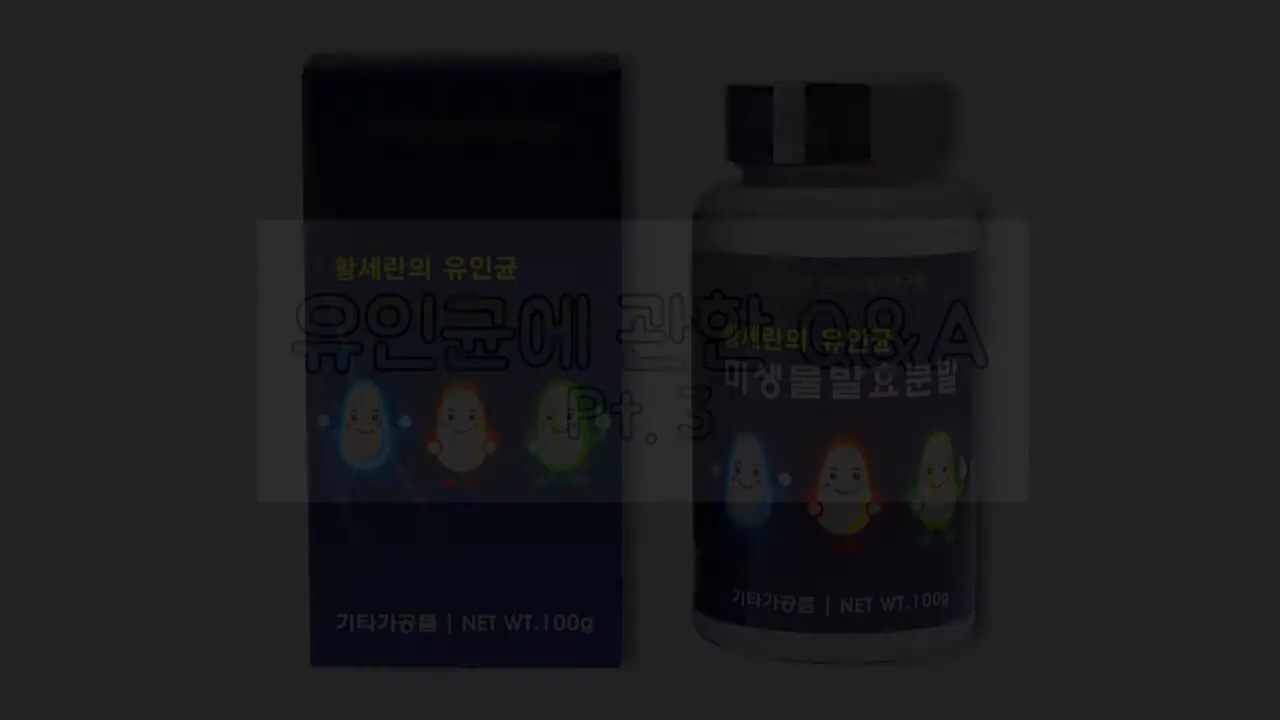 황세란의 유인균
유인균에 관한 Q&A
Pt. 3
기타가공품 | NET WT.100g
황세란의 유인균
미생물발효분말
기타가공품 | NET WT.100g